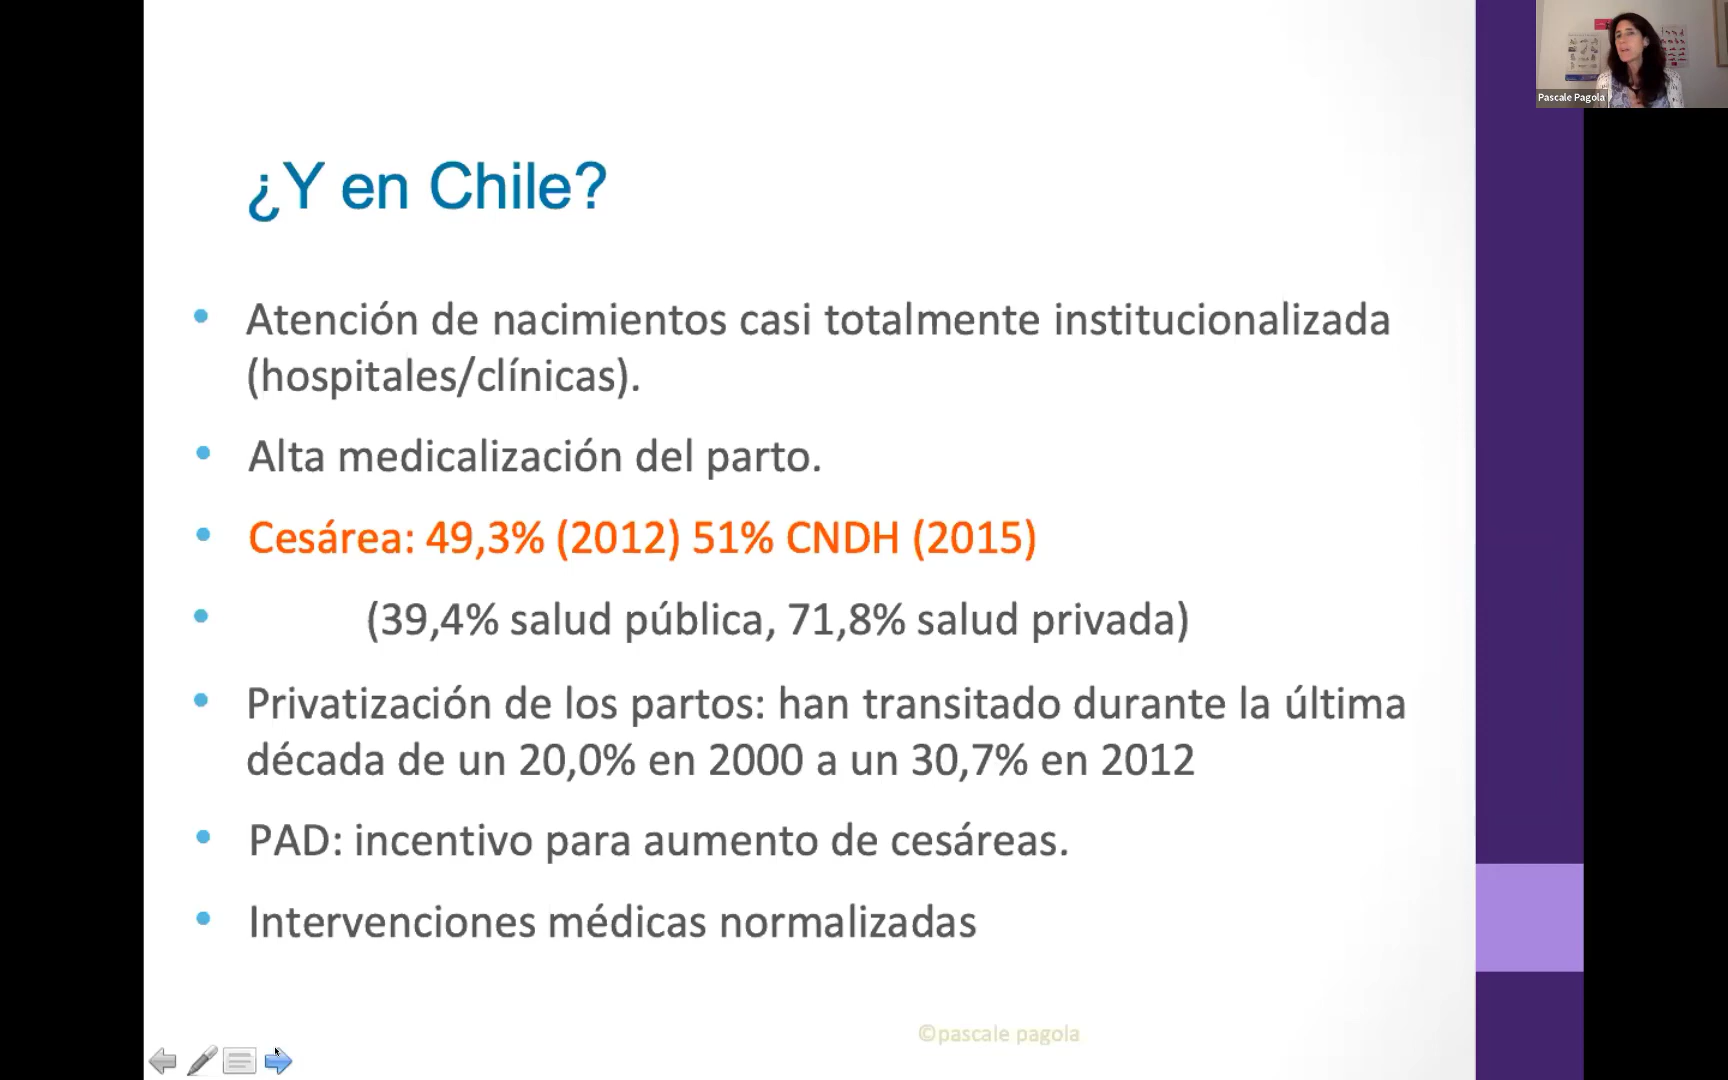 Pascale Pagola
¿Y en Chile?
Atención de nacimientos casi totalmente institucionalizada
(hospitales/clínicas).
Alta medicalización del parto.
Cesárea: 49,3% (2012) 51% CNDH (2015)
(39,4% salud pública, 71,8% salud privada)
Privatización de los partos: han transitado durante la última
década de un 20,0% en 2000 a un 30,7% en 2012
PAD: incentivo para aumento de cesáreas.
Intervenciones médicas normalizadas
©pascale pagola